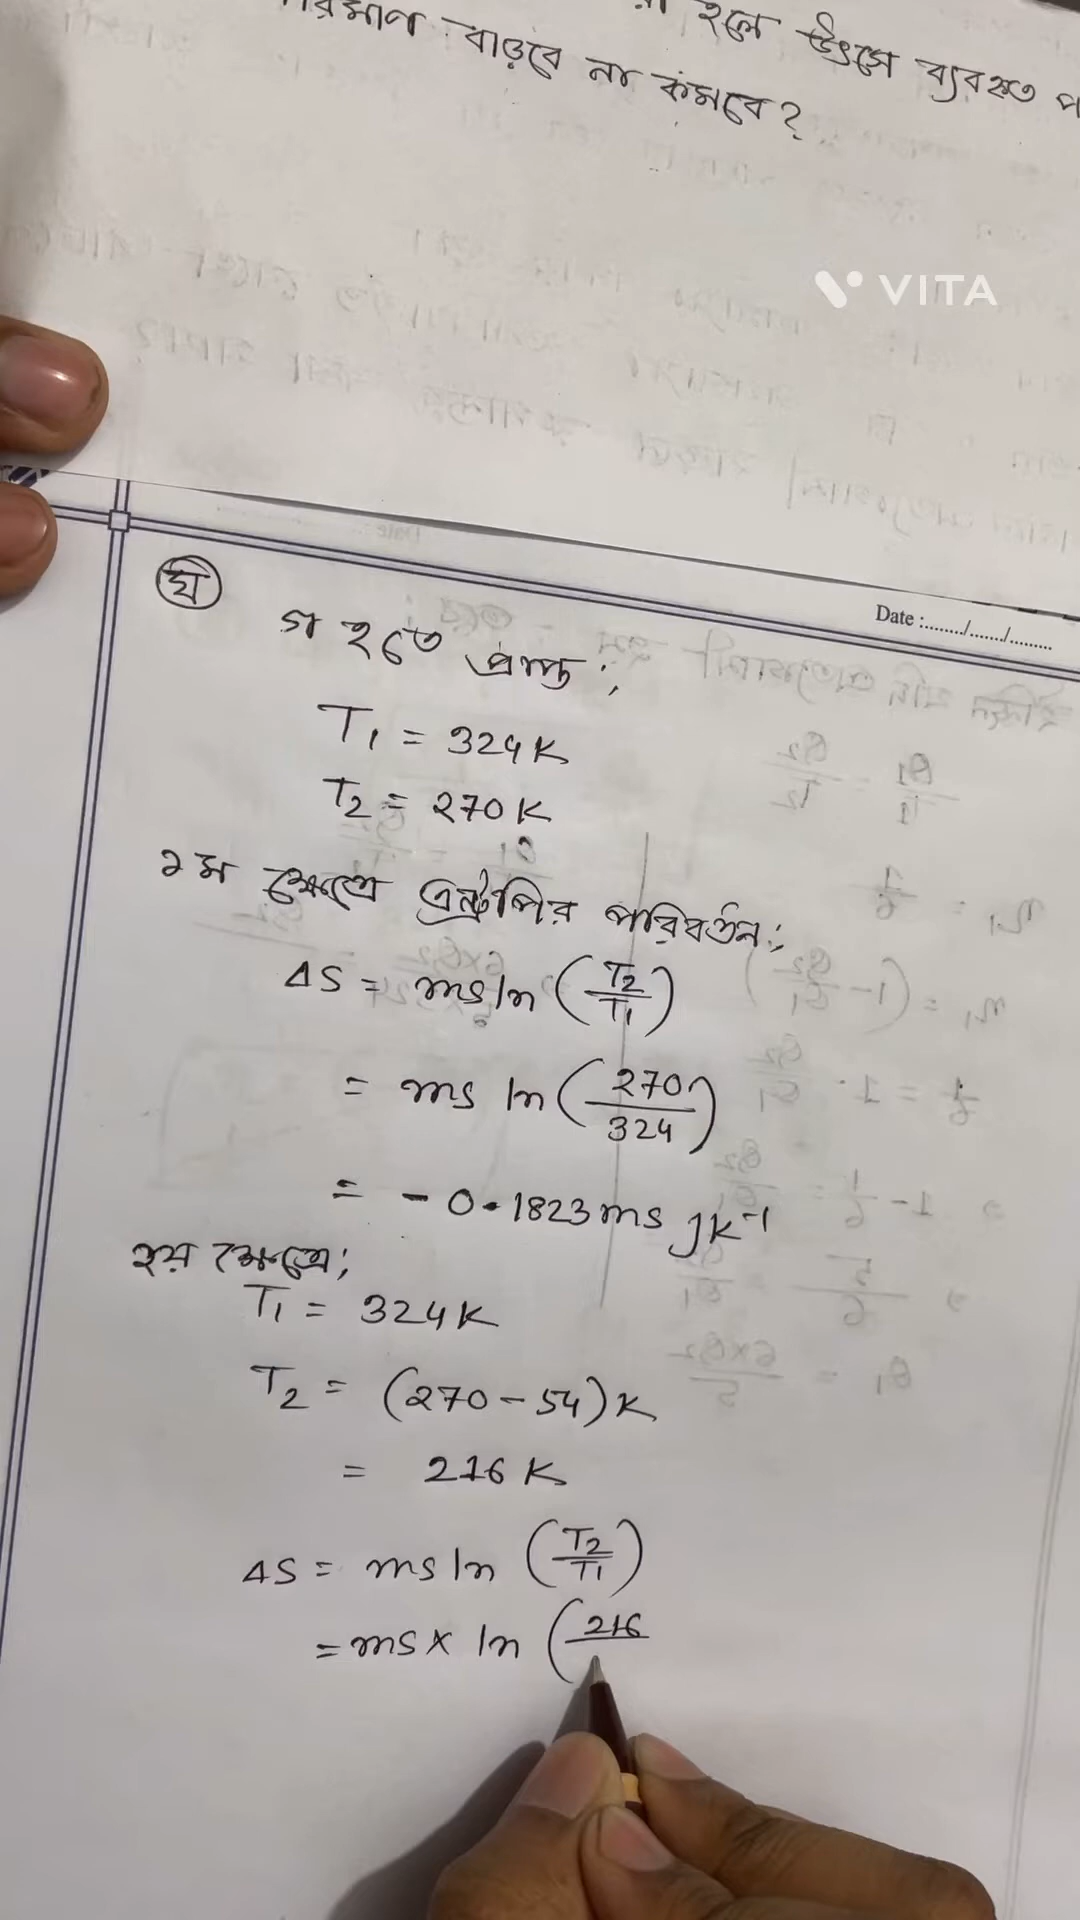 হলে উৎসে ব্যবহৃত
বাড়বে না কমবে?
VITA
Date :......../......./.........
ঘ
গ হতে প্রাপ্ত;
T₁ = 324K
T₂ = 270K
১ম ক্ষেত্রে এন্ট্রপির পরিবর্তন;
ΔS = ms ln (T₂/T₁)
= ms ln (270/324)
= - 0.1823 ms JK⁻¹
২য় ক্ষেত্রে;
T₁ = 324K
T₂ = (270 - 54)K
= 216 K
ΔS = ms ln (T₂/T₁)
= ms × ln (216